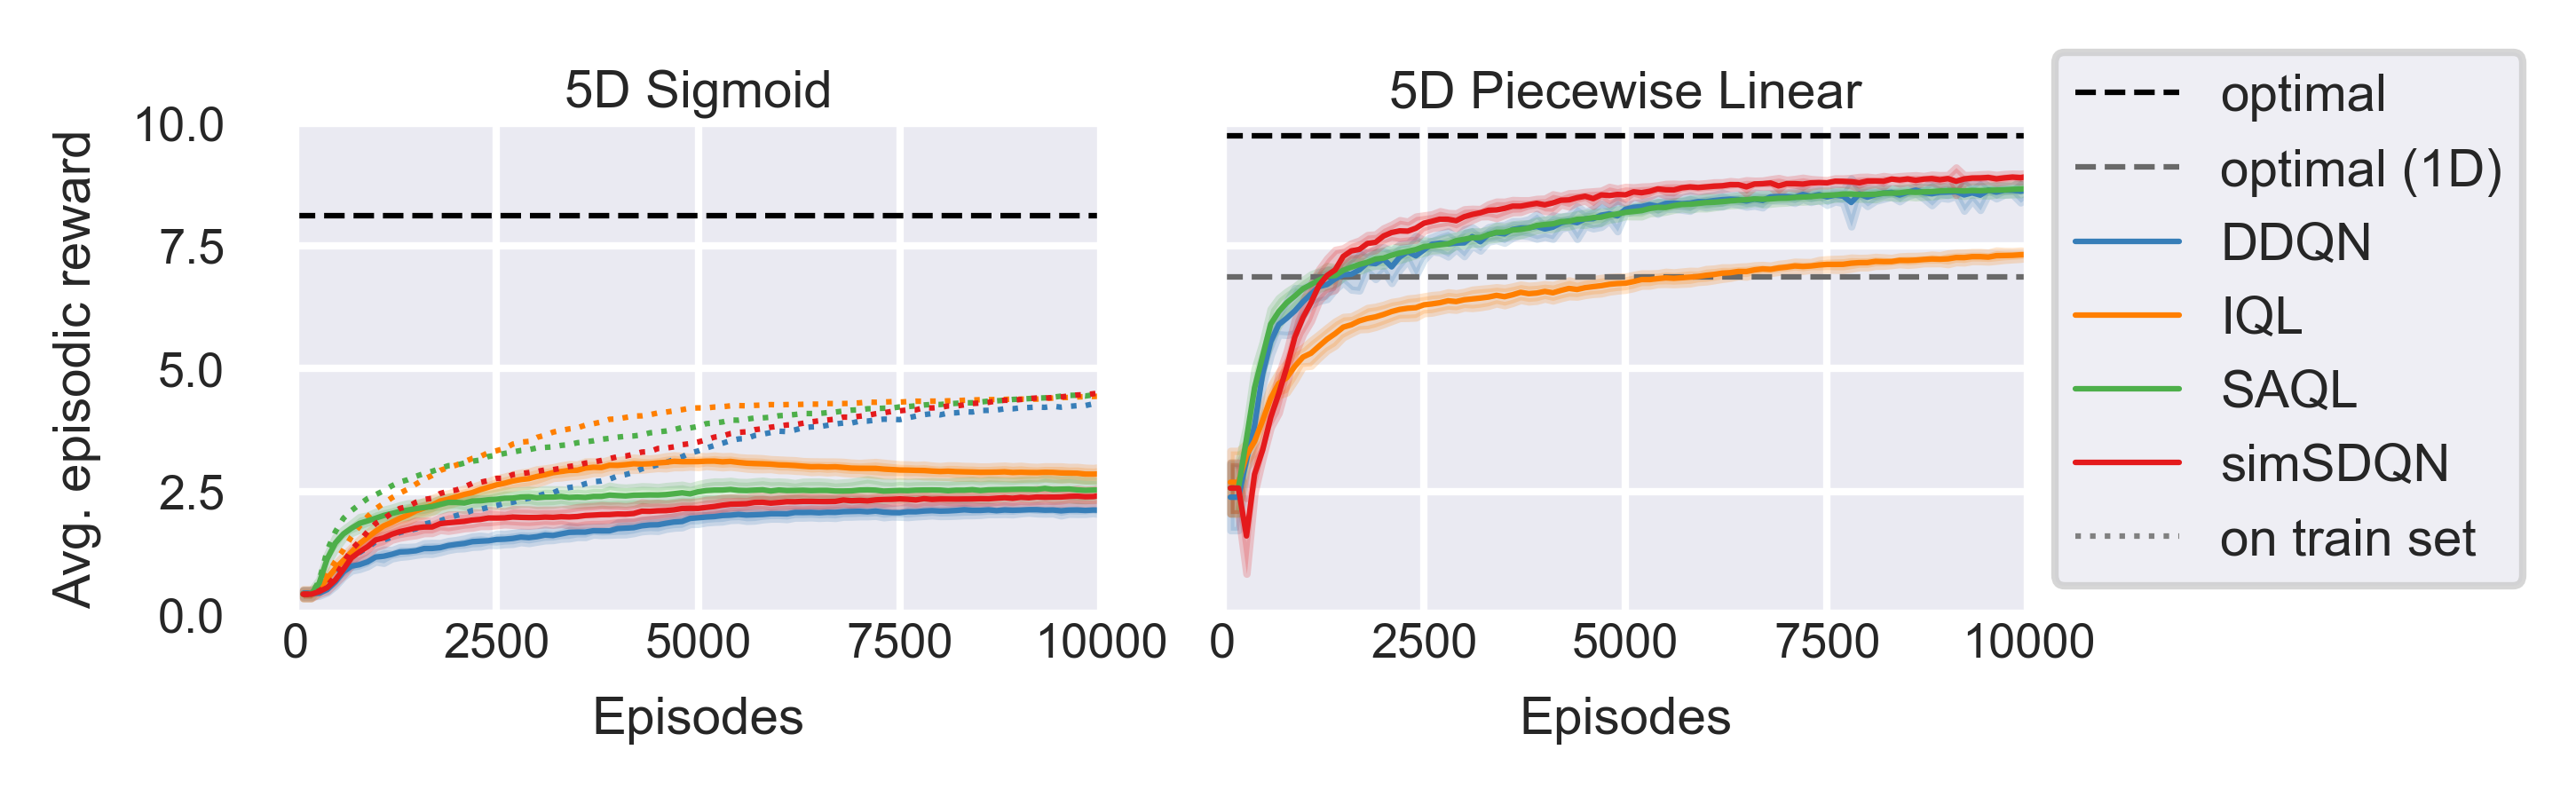 5D Sigmoid
5D Piecewise Linear
Avg. episodic reward
10.0
7.5
5.0
2.5
0.0
0 2500 5000 7500 10000
0 2500 5000 7500 10000
Episodes
Episodes
optimal
optimal (1D)
DDQN
IQL
SAQL
simSDQN
on train set